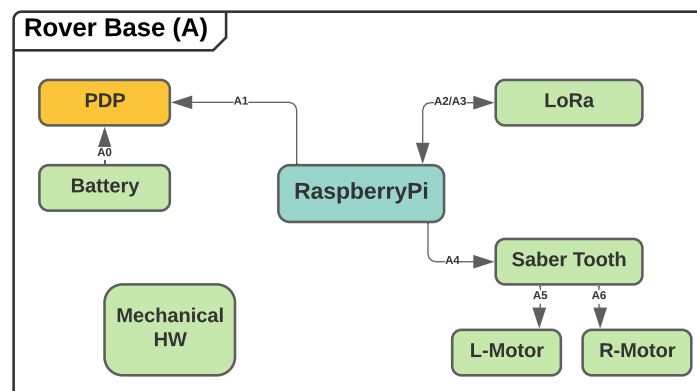 Rover Base (A)
PDP
A1
A2/A3
LoRa
A0
Battery
RaspberryPi
A4
Saber Tooth
A5
A6
Mechanical
HW
L-Motor
R-Motor